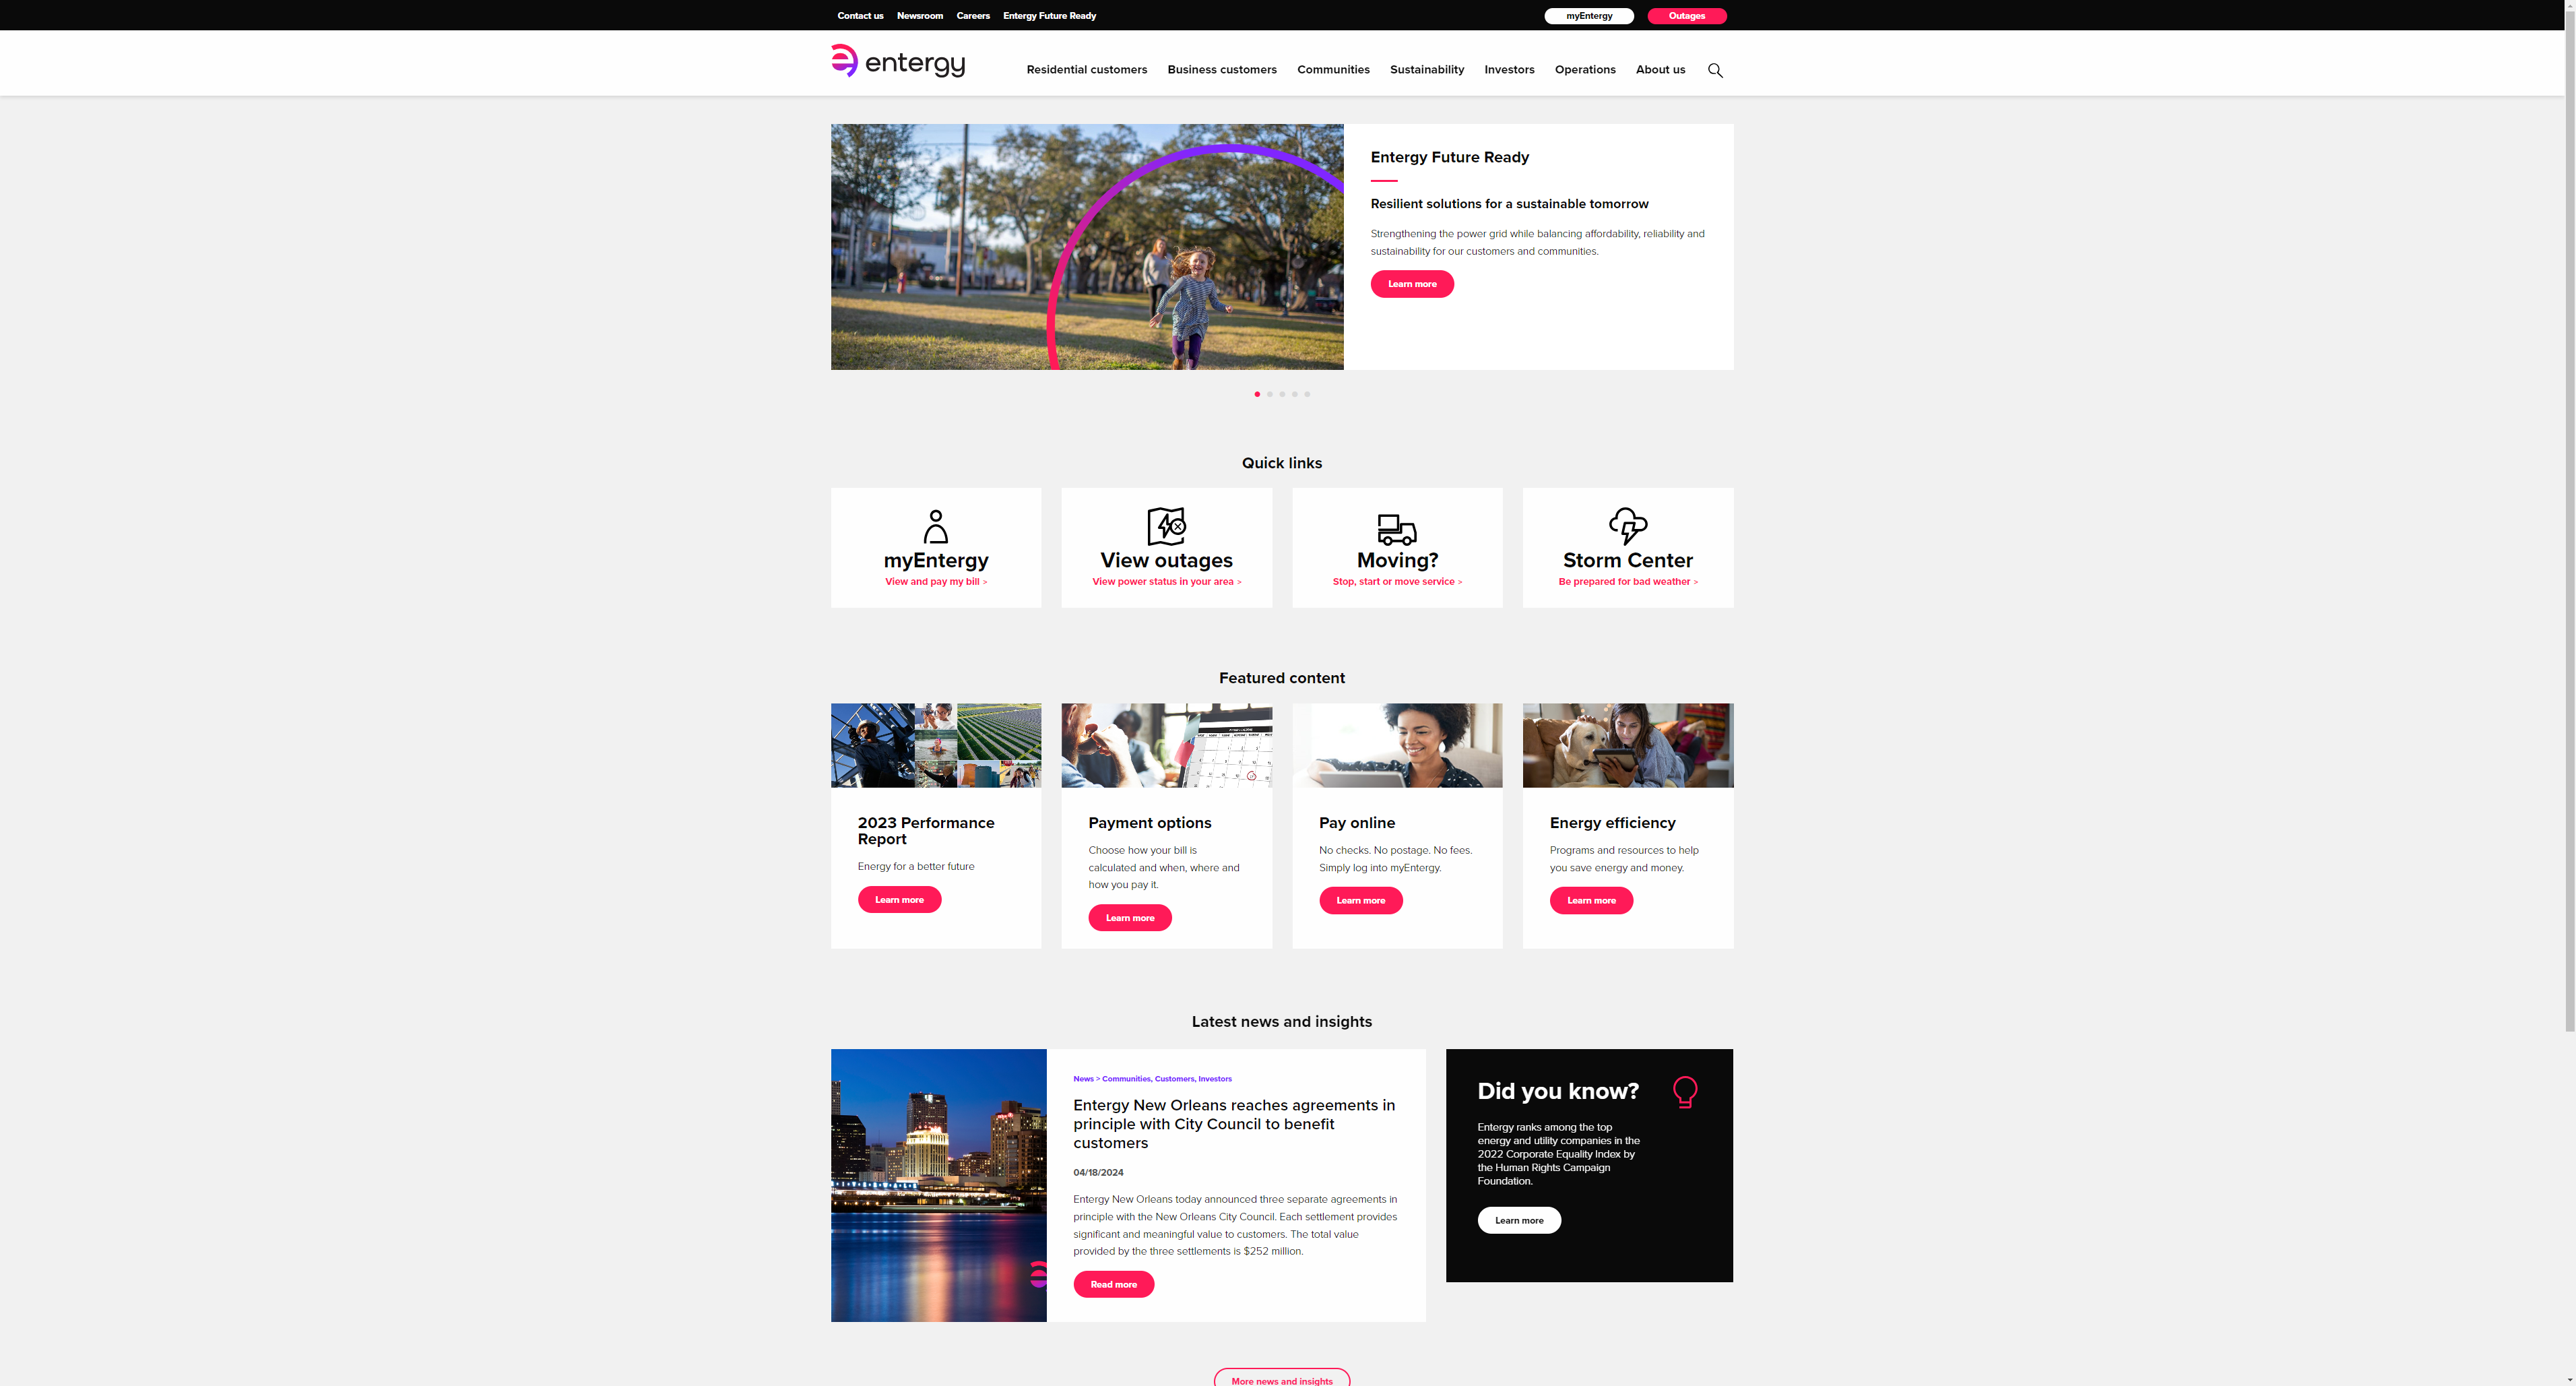 Contact us Newsroom Careers Entergy Future Ready myEntergy Outages
entergy Residential customers Business customers Communities Sustainability Investors Operations About us
Entergy Future Ready
Resilient solutions for a sustainable tomorrow
Strengthening the power grid while balancing affordability, reliability and
sustainability for our customers and communities.
Learn more
Quick links
myEntergy
View and pay my bill >
View outages
View power status in your area >
Moving?
Stop, start or move service >
Storm Center
Be prepared for bad weather >
Featured content
2023 Performance
Report
Energy for a better future
Learn more
Payment options
Choose how your bill is
calculated and when, where and
how you pay it.
Learn more
Pay online
No checks. No postage. No fees.
Simply log into myEntergy.
Learn more
Energy efficiency
Programs and resources to help
you save energy and money.
Learn more
Latest news and insights
News > Communities, Customers, Investors
Entergy New Orleans reaches agreements in
principle with City Council to benefit
customers
04/18/2024
Entergy New Orleans today announced three separate agreements in
principle with the New Orleans City Council. Each settlement provides
significant and meaningful value to customers. The total value
provided by the three settlements is $252 million.
Read more
Did you know?
Entergy ranks among the top
energy and utility companies in the
2022 Corporate Equality Index by
the Human Rights Campaign
Foundation.
Learn more
More news and insights